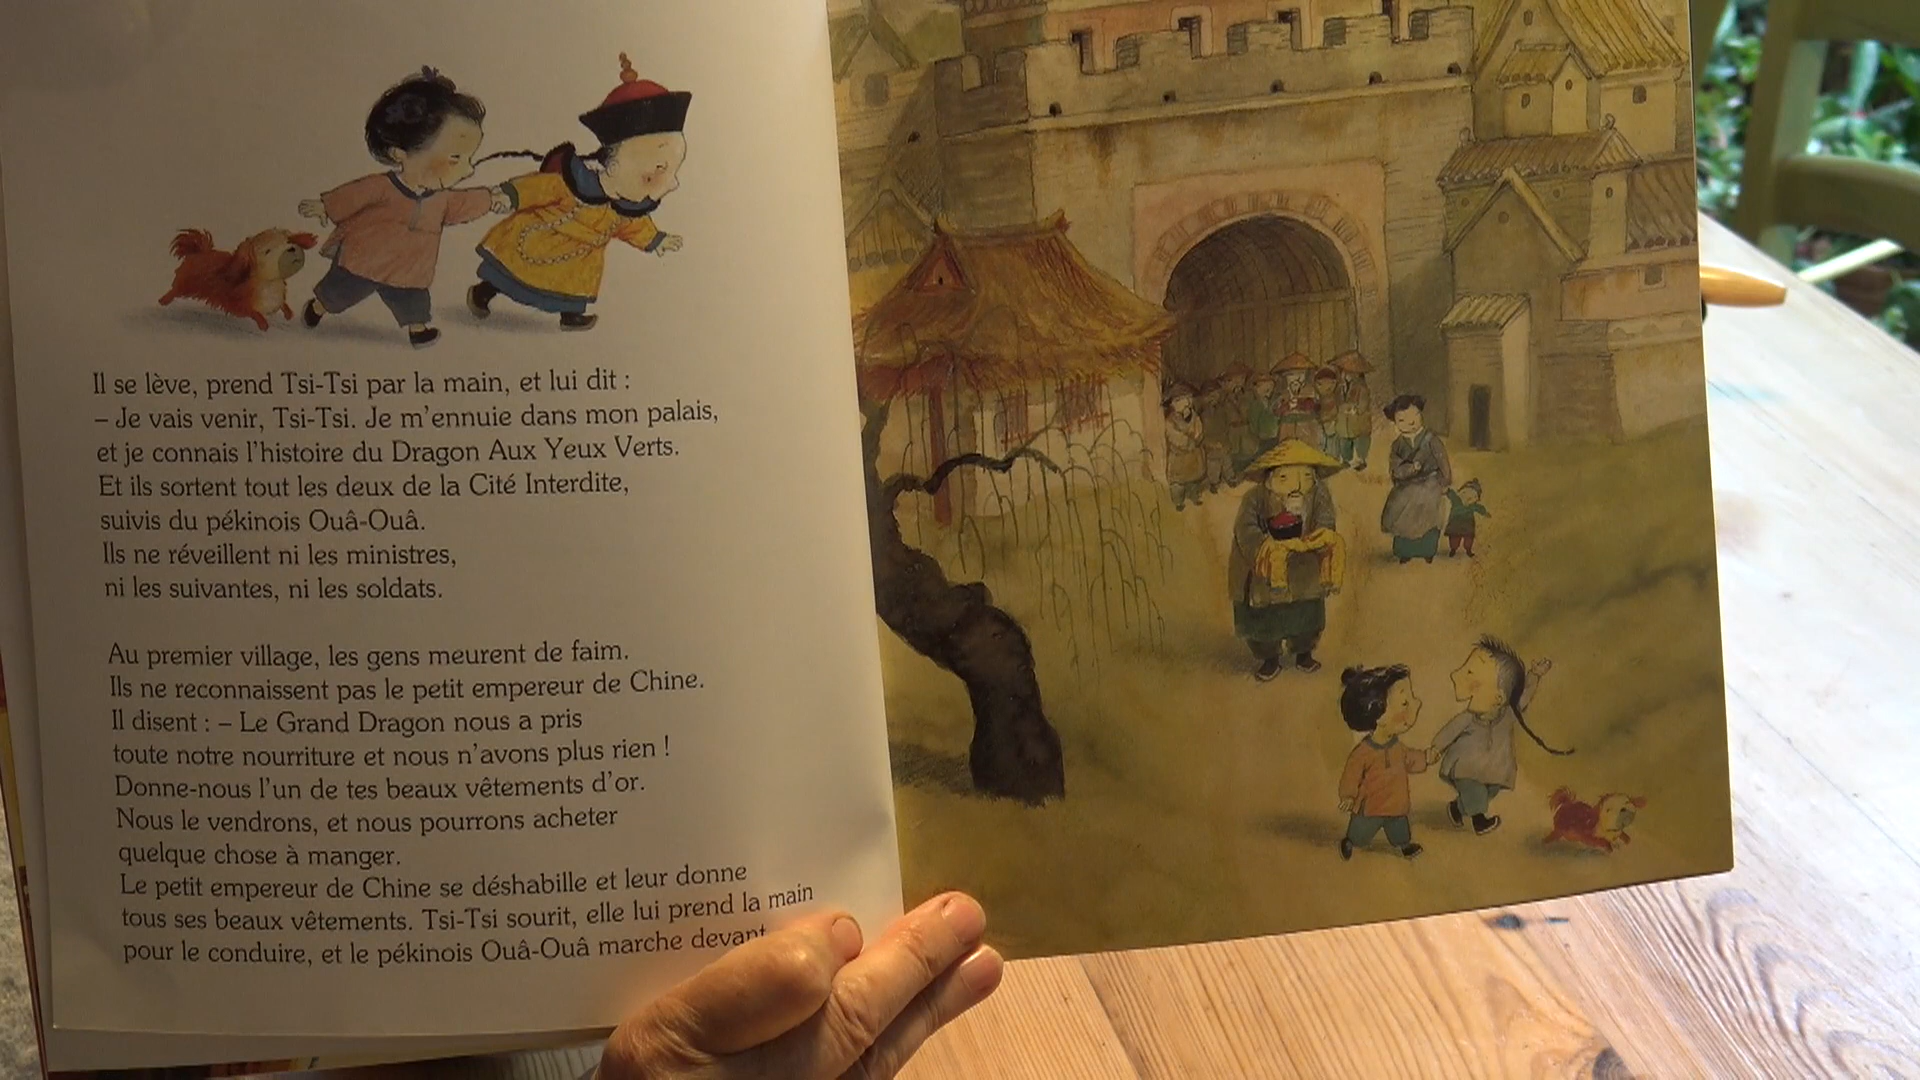 Il se lève, prend Tsi-Tsi par la main, et lui dit :
– Je vais venir, Tsi-Tsi. Je m'ennuie dans mon palais,
et je connais l'histoire du Dragon Aux Yeux Verts.
Et ils sortent tout les deux de la Cité Interdite,
suivis du pékinois Ouâ-Ouâ.
Ils ne réveillent ni les ministres,
ni les suivantes, ni les soldats.
Au premier village, les gens meurent de faim.
Ils ne reconnaissent pas le petit empereur de Chine.
Il disent : – Le Grand Dragon nous a pris
toute notre nourriture et nous n'avons plus rien !
Donne-nous l'un de tes beaux vêtements d'or.
Nous le vendrons, et nous pourrons acheter
quelque chose à manger.
Le petit empereur de Chine se déshabille et leur donne
tous ses beaux vêtements. Tsi-Tsi sourit, elle lui prend la main
pour le conduire, et le pékinois Ouâ-Ouâ marche devant